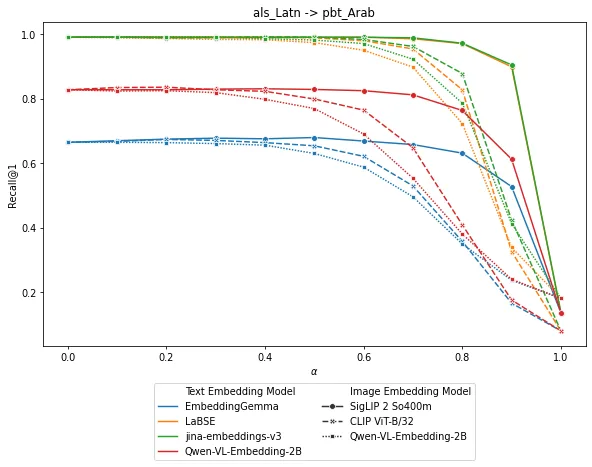 als_Latn -> pbt_Arab
Recall@1
1.0
0.8
0.6
0.4
0.2
0.0 0.2 0.4 0.6 0.8 1.0
α
Text Embedding Model
EmbeddingGemma
LaBSE
jina-embeddings-v3
Qwen-VL-Embedding-2B
Image Embedding Model
SigLIP 2 So400m
CLIP ViT-B/32
Qwen-VL-Embedding-2B